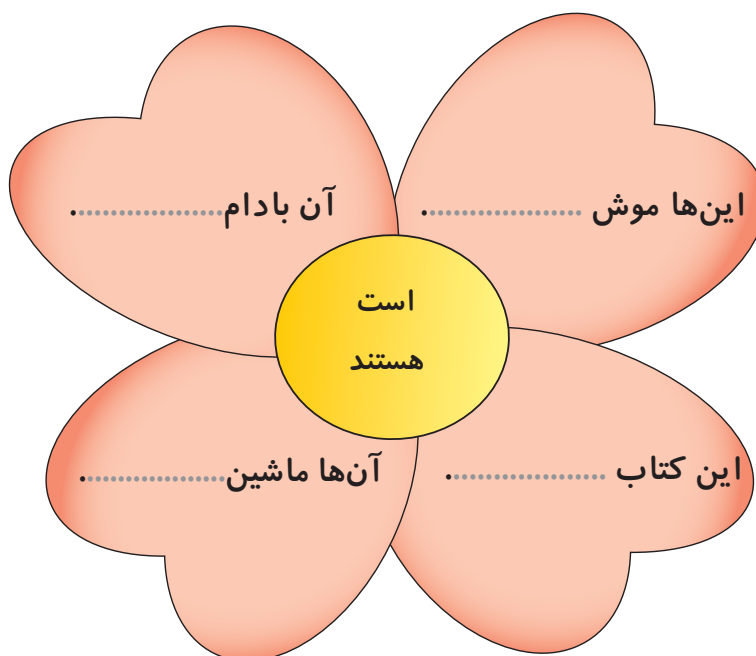 این‌ها موش ...................
آن بادام...................
است
هستند
این کتاب ...................
آن‌ها ماشین...................